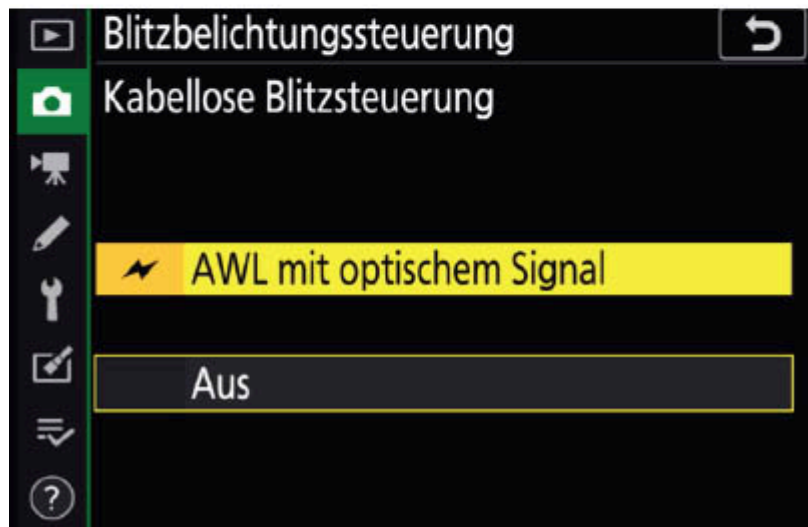 Blitzbelichtungssteuerung
Kabellose Blitzsteuerung
AWL mit optischem Signal
Aus
?